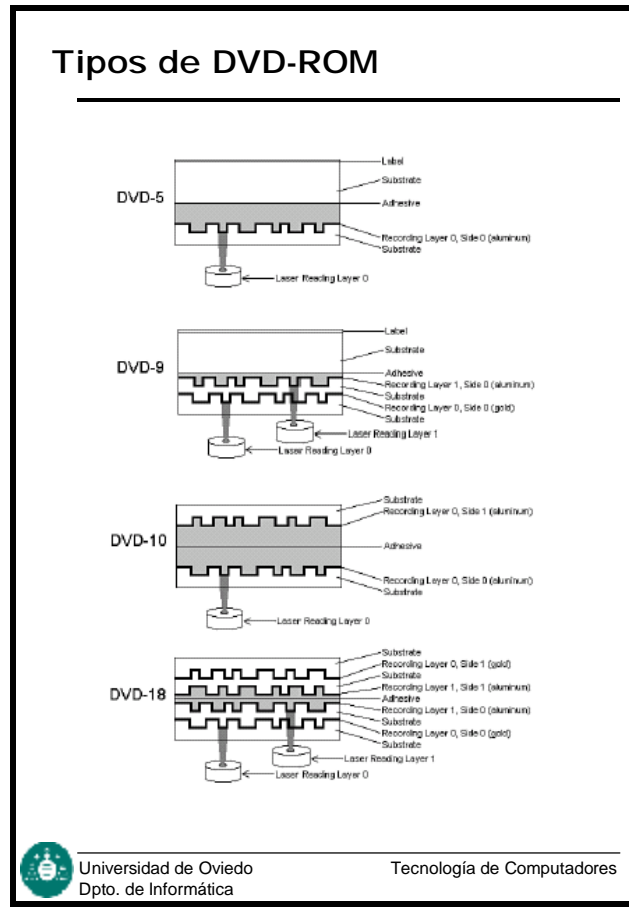 Tipos de DVD-ROM
DVD-5
Label
Substrate
Adhesive
Recording Layer 0, Side 0 (aluminum)
Substrate
Laser Reading Layer 0
DVD-9
Label
Substrate
Adhesive
Recording Layer 1, Side 0 (aluminum)
Substrate
Recording Layer 0, Side 0 (gold)
Substrate
Laser Reading Layer 1
Laser Reading Layer 0
DVD-10
Substrate
Recording Layer 0, Side 1 (aluminum)
Adhesive
Recording Layer 0, Side 0 (aluminum)
Substrate
Laser Reading Layer 0
DVD-18
Substrate
Recording Layer 0, Side 1 (gold)
Substrate
Recording Layer 1, Side 1 (aluminum)
Adhesive
Recording Layer 1, Side 0 (aluminum)
Substrate
Recording Layer 0, Side 0 (gold)
Substrate
Laser Reading Layer 1
Laser Reading Layer 0
Universidad de Oviedo
Dpto. de Informática
Tecnología de Computadores